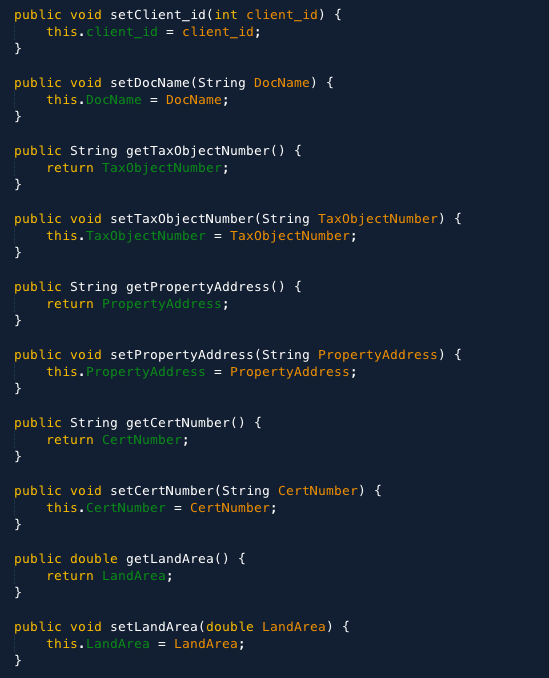 public void setClient_id(int client_id) {
    this.client_id = client_id;
}

public void setDocName(String DocName) {
    this.DocName = DocName;
}

public String getTaxObjectNumber() {
    return TaxObjectNumber;
}

public void setTaxObjectNumber(String TaxObjectNumber) {
    this.TaxObjectNumber = TaxObjectNumber;
}

public String getPropertyAddress() {
    return PropertyAddress;
}

public void setPropertyAddress(String PropertyAddress) {
    this.PropertyAddress = PropertyAddress;
}

public String getCertNumber() {
    return CertNumber;
}

public void setCertNumber(String CertNumber) {
    this.CertNumber = CertNumber;
}

public double getLandArea() {
    return LandArea;
}

public void setLandArea(double LandArea) {
    this.LandArea = LandArea;
}